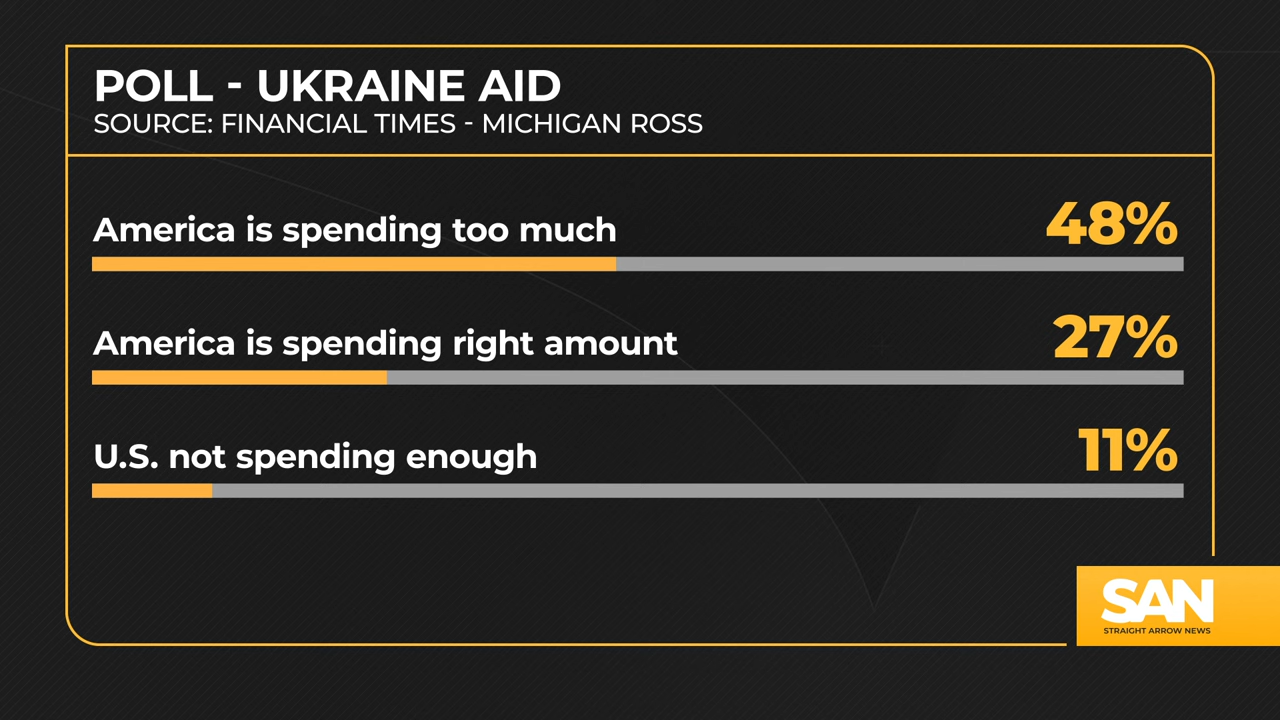 POLL - UKRAINE AID
SOURCE: FINANCIAL TIMES - MICHIGAN ROSS
America is spending too much
48%
America is spending right amount
27%
U.S. not spending enough
11%
SAN
STRAIGHT ARROW NEWS